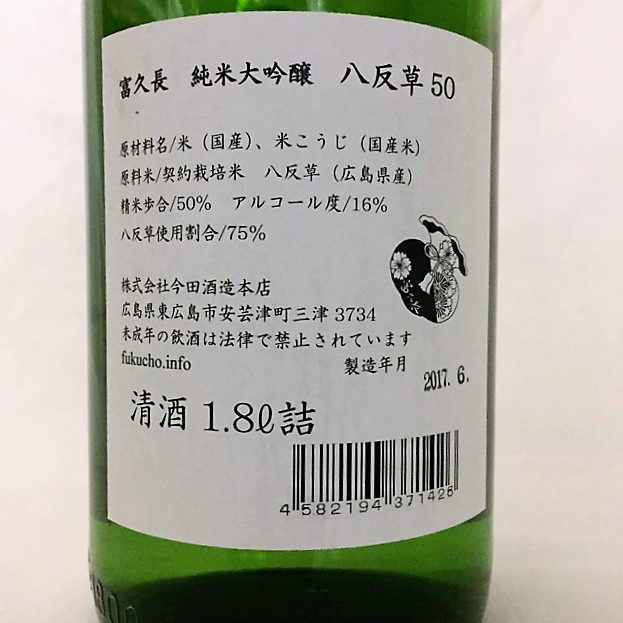 富久長　純米大吟醸　八反草 50
原材料名/米（国産）、米こうじ（国産米）
原料米/契約栽培米　八反草（広島県産）
精米歩合/50%　アルコール度/16%
八反草使用割合/75%
株式会社今田酒造本店
広島県東広島市安芸津町三津 3734
未成年の飲酒は法律で禁止されています
fukucho.info
製造年月
2017. 6.
清酒 1.8ℓ詰
4 582194 371426